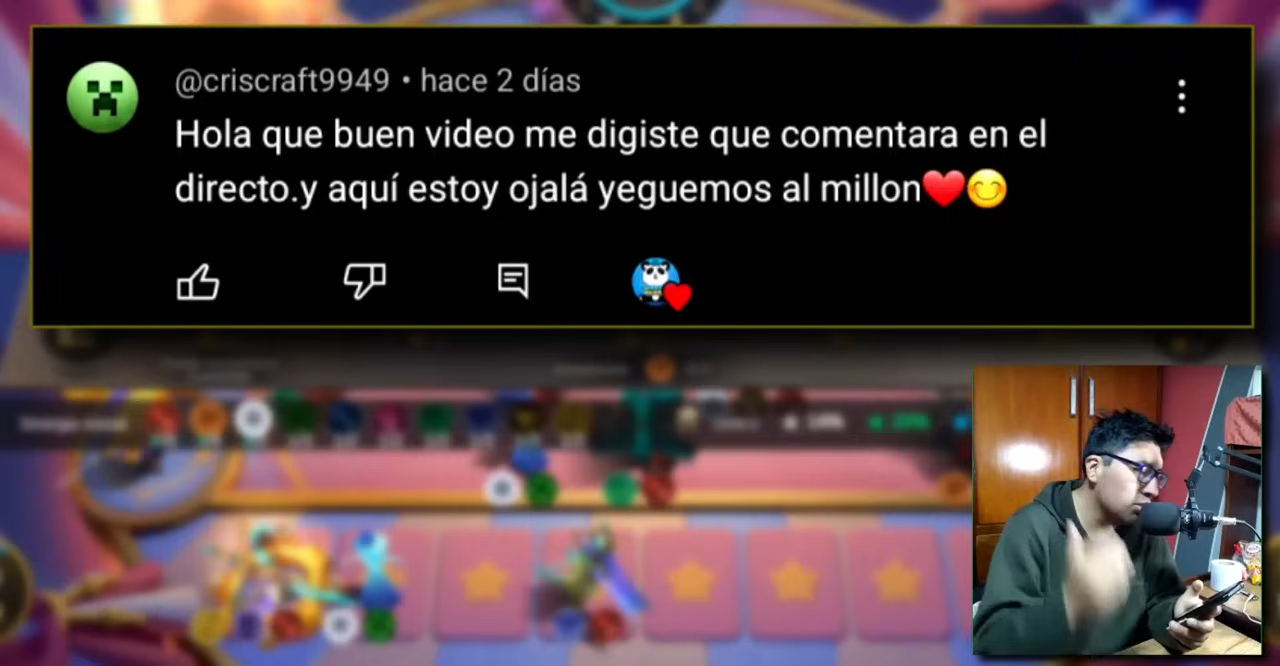 @criscraft9949 • hace 2 días
Hola que buen video me digiste que comentara en el
directo.y aquí estoy ojalá yeguemos al millon❤️😊